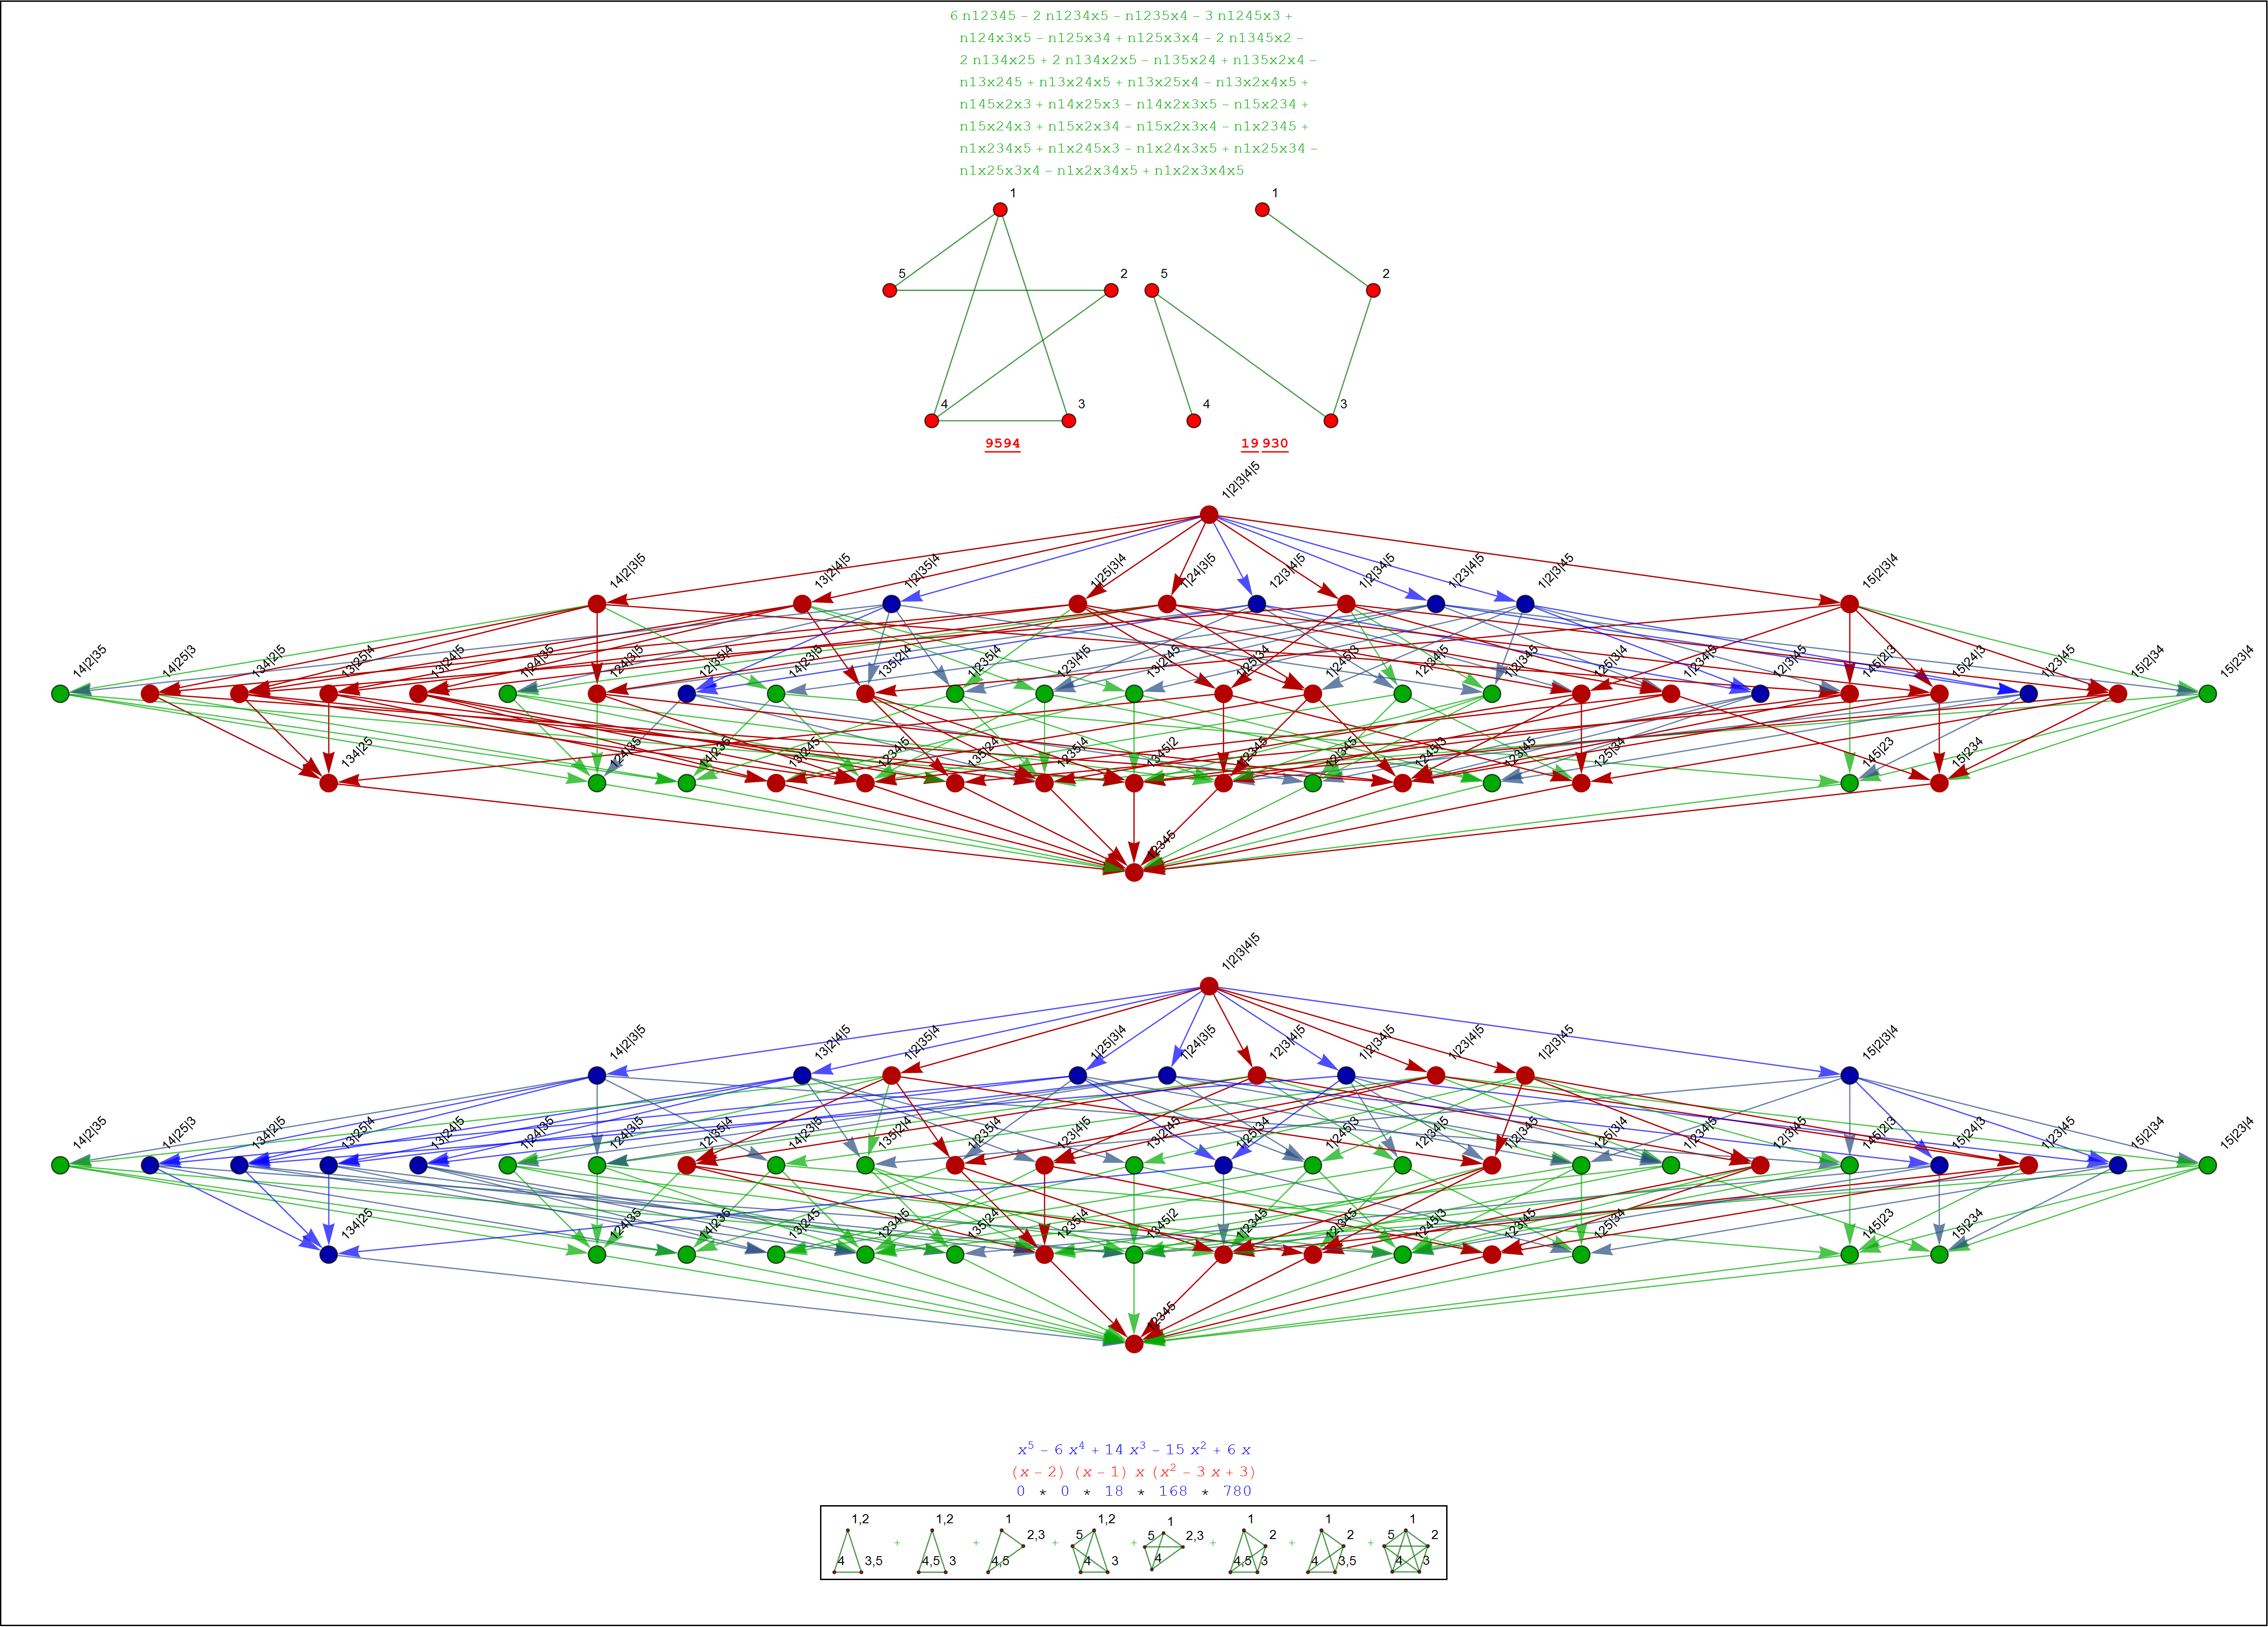 6 n12345 – 2 n1234x5 – n1235x4 – 3 n1245x3 +
n124x3x5 – n125x34 + n125x3x4 – 2 n1345x2 –
2 n134x25 + 2 n134x2x5 – n135x24 + n135x2x4 –
n13x245 + n13x24x5 + n13x25x4 – n13x2x4x5 +
n145x2x3 + n14x25x3 – n14x2x3x5 – n15x234 +
n15x24x3 + n15x2x34 – n15x2x3x4 – n1x2345 +
n1x234x5 + n1x245x3 – n1x24x3x5 + n1x25x34 –
n1x25x3x4 – n1x2x34x5 + n1x2x3x4x5
1 1
5 2 5 2
4 3 4 3
9594 19 930
1|2|3|4|5
14|2|3|5 13|2|4|5 1|2|35|4 1|25|3|4 1|24|3|5 12|3|4|5 1|2|34|5 1|23|4|5 1|2|3|45 15|2|3|4
14|2|35 14|25|3 134|2|5 13|25|4 13|24|5 1|24|35 124|3|5 12|35|4 14|23|5 135|2|4 1|235|4 123|4|5 13|2|45 1|25|34 1|245|3 12|34|5 1|2|345 125|3|4 1|234|5 12|3|45 145|2|3 15|24|3 1|23|45 15|2|34 15|23|4
134|25 124|35 14|235 13|245 1234|5 135|24 1235|4 1345|2 1|2345 12|345 1245|3 123|45 125|34 145|23 15|234
12345
1|2|3|4|5
14|2|3|5 13|2|4|5 1|2|35|4 1|25|3|4 1|24|3|5 12|3|4|5 1|2|34|5 1|23|4|5 1|2|3|45 15|2|3|4
14|2|35 14|25|3 134|2|5 13|25|4 13|24|5 1|24|35 124|3|5 12|35|4 14|23|5 135|2|4 1|235|4 123|4|5 13|2|45 1|25|34 1|245|3 12|34|5 1|2|345 125|3|4 1|234|5 12|3|45 145|2|3 15|24|3 1|23|45 15|2|34 15|23|4
134|25 124|35 14|235 13|245 1234|5 135|24 1235|4 1345|2 1|2345 12|345 1245|3 123|45 125|34 145|23 15|234
12345
x⁵ – 6 x⁴ + 14 x³ – 15 x² + 6 x
(x – 2) (x – 1) x (x² – 3 x + 3)
0 * 0 * 18 * 168 * 780
1,2 1,2 1 1,2 1 1 1 1
2,3 5 5 2,3 2 2 5 2
+ + + + + + +
4 3,5 4,5 3 4,5 4 3 4 4,5 3 4 3,5 4 3